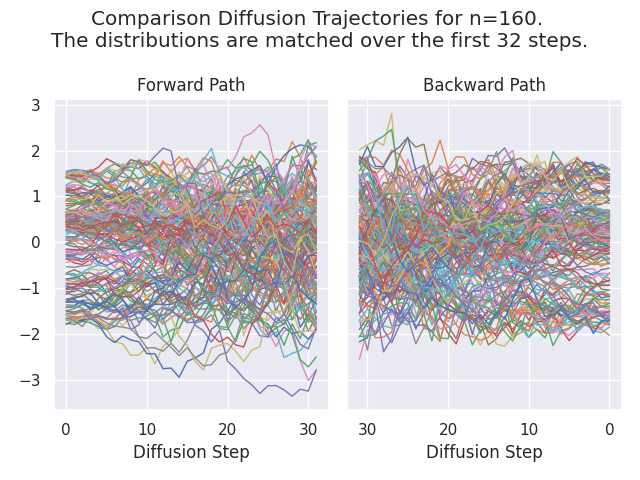 Comparison Diffusion Trajectories for n=160.
The distributions are matched over the first 32 steps.
Forward Path
Backward Path
3
2
1
0
−1
−2
−3
0 10 20 30
30 20 10 0
Diffusion Step
Diffusion Step